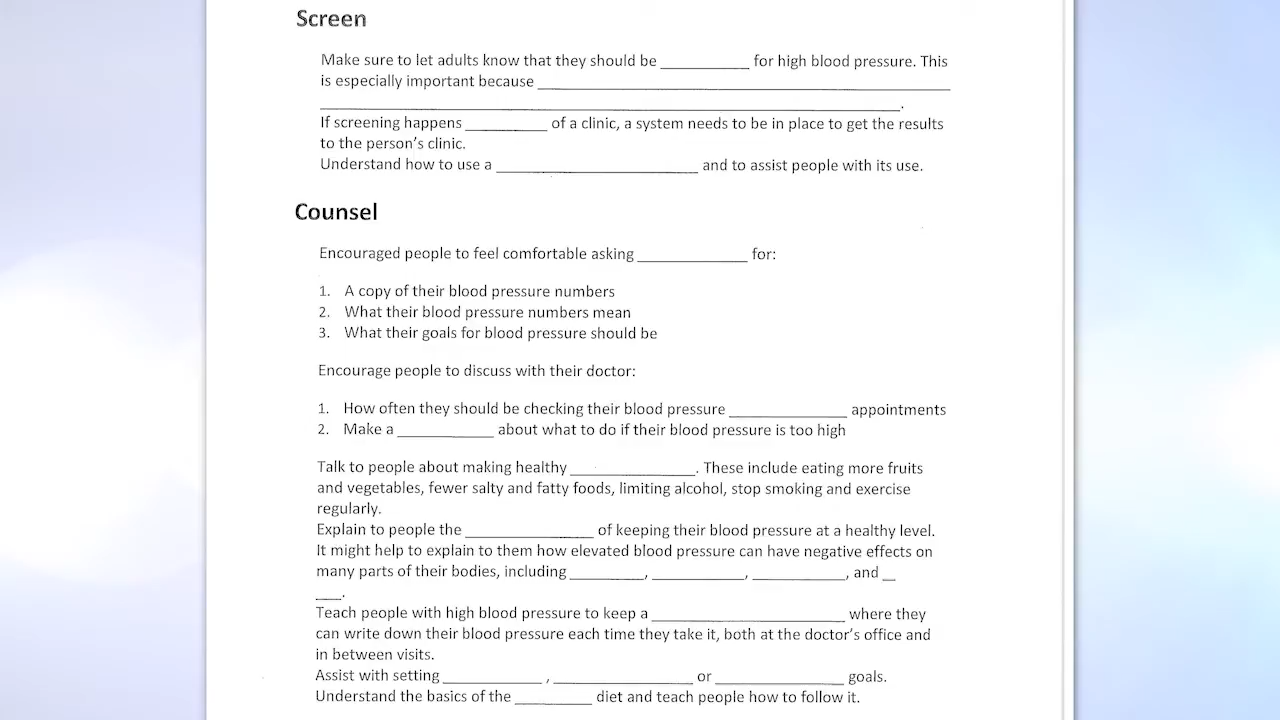 Screen
Make sure to let adults know that they should be __________ for high blood pressure. This
is especially important because ______________________________________________
_________________________________________________________________.
If screening happens _________ of a clinic, a system needs to be in place to get the results
to the person's clinic.
Understand how to use a _______________________ and to assist people with its use.
Counsel
Encouraged people to feel comfortable asking ____________ for:
1. A copy of their blood pressure numbers
2. What their blood pressure numbers mean
3. What their goals for blood pressure should be
Encourage people to discuss with their doctor:
1. How often they should be checking their blood pressure _____________ appointments
2. Make a ___________ about what to do if their blood pressure is too high
Talk to people about making healthy ______________. These include eating more fruits
and vegetables, fewer salty and fatty foods, limiting alcohol, stop smoking and exercise
regularly.
Explain to people the ______________ of keeping their blood pressure at a healthy level.
It might help to explain to them how elevated blood pressure can have negative effects on
many parts of their bodies, including ________, __________, __________, and _
___.
Teach people with high blood pressure to keep a _____________________ where they
can write down their blood pressure each time they take it, both at the doctor's office and
in between visits.
Assist with setting ___________ , _______________ or ______________ goals.
Understand the basics of the ________ diet and teach people how to follow it.